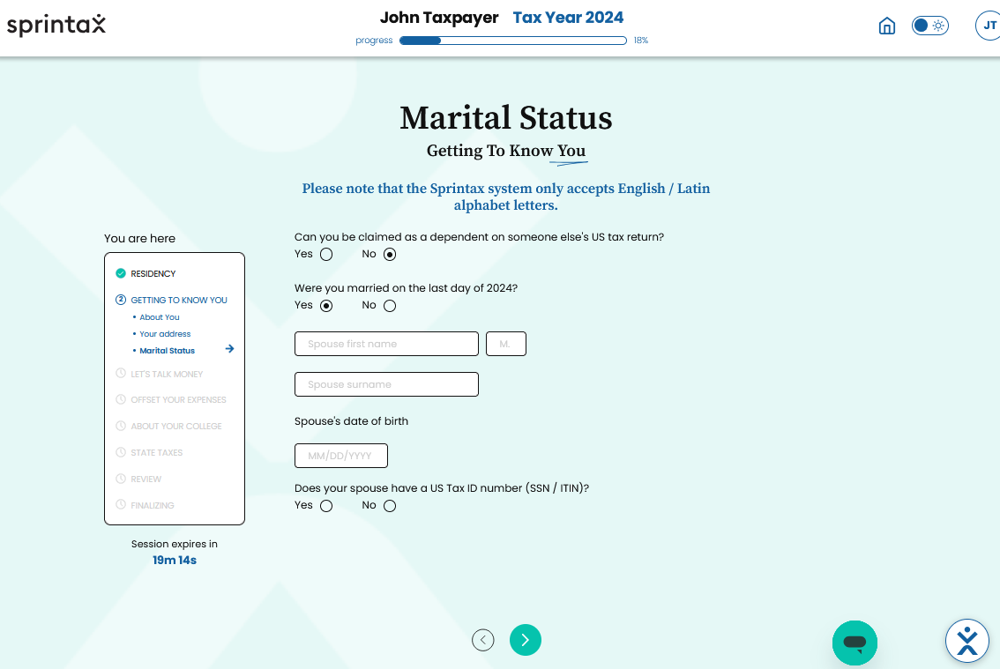 sprintax
John Taxpayer Tax Year 2024
progress 18%
JT
Marital Status
Getting To Know You
Please note that the Sprintax system only accepts English / Latin
alphabet letters.
You are here
RESIDENCY
2 GETTING TO KNOW YOU
• About You
• Your address
• Marital Status
LET'S TALK MONEY
OFFSET YOUR EXPENSES
ABOUT YOUR COLLEGE
STATE TAXES
REVIEW
FINALIZING
Session expires in
19m 14s
Can you be claimed as a dependent on someone else's US tax return?
Yes No
Were you married on the last day of 2024?
Yes No
Spouse first name M.
Spouse surname
Spouse's date of birth
MM/DD/YYYY
Does your spouse have a US Tax ID number (SSN / ITIN)?
Yes No